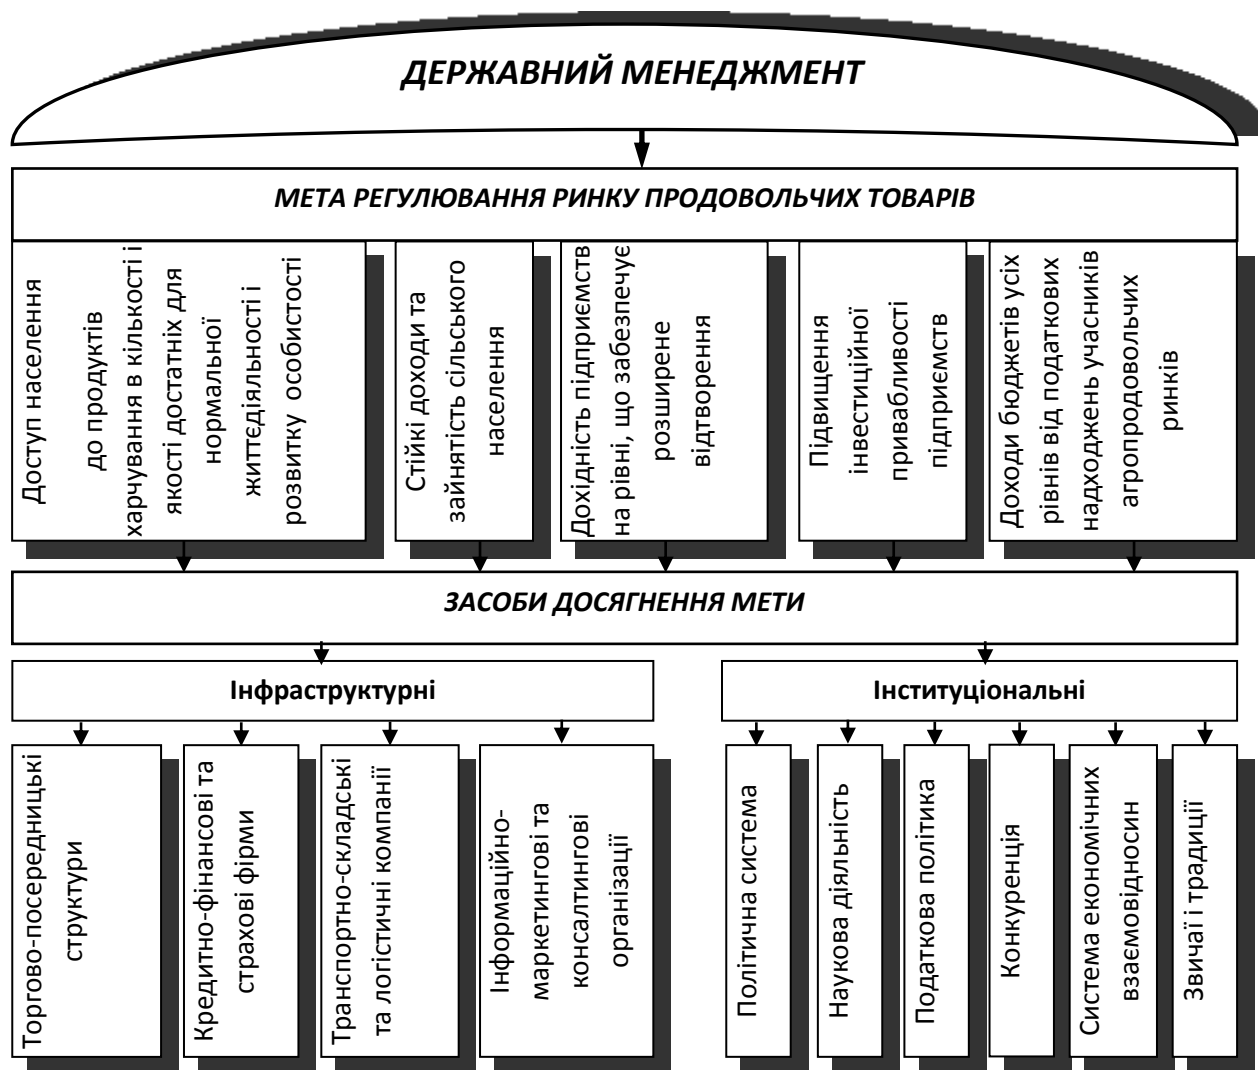 ДЕРЖАВНИЙ МЕНЕДЖМЕНТ
МЕТА РЕГУЛЮВАННЯ РИНКУ ПРОДОВОЛЬЧИХ ТОВАРІВ
Доступ населення
до продуктів
харчування в кількості і
якості достатніх для
нормальної
життєдіяльності і
розвитку особистості
Стійкі доходи та
зайнятість сільського
населення
Дохідність підприємств
на рівні, що забезпечує
розширене
відтворення
Підвищення
інвестиційної
привабливості
підприємств
Доходи бюджетів усіх
рівнів від податкових
надходжень учасників
агропродовольчих
ринків
ЗАСОБИ ДОСЯГНЕННЯ МЕТИ
Інфраструктурні
Інституціональні
Торгово-посередницькі
структури
Кредитно-фінансові та
страхові фірми
Транспортно-складські
та логістичні компанії
Інформаційно-
маркетингові та
консалтингові
організації
Політична система
Наукова діяльність
Податкова політика
Конкуренція
Система економічних
взаємовідносин
Звичаї і традиції